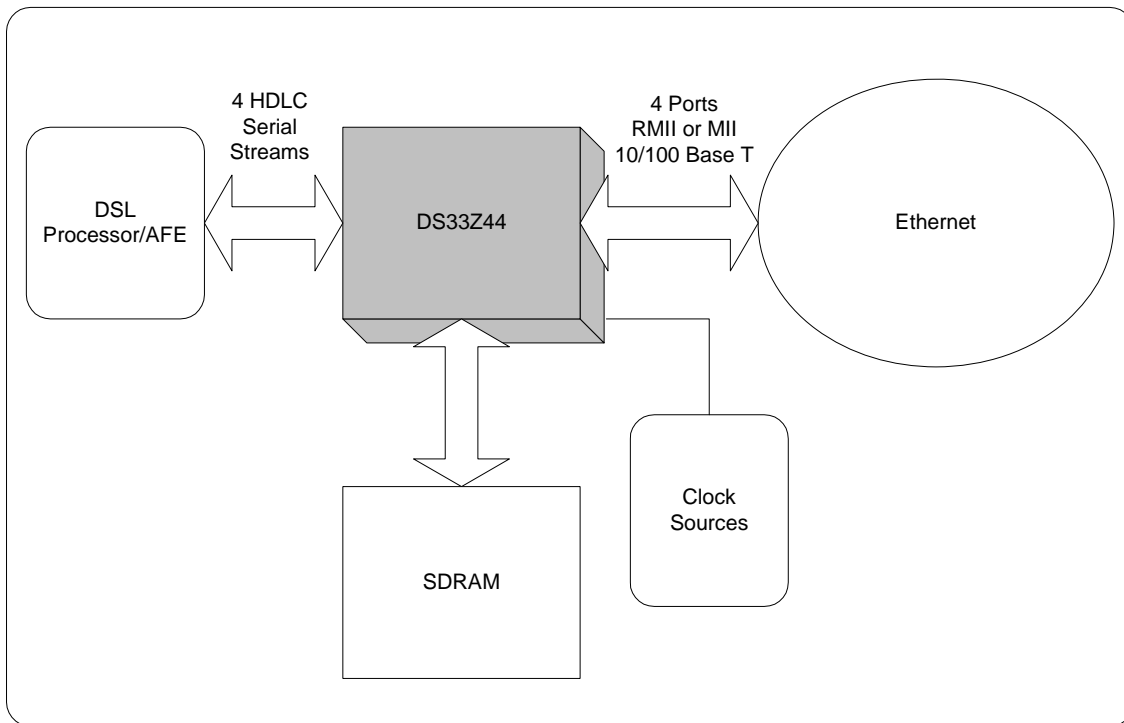 4 HDLC
Serial
Streams
4 Ports
RMII or MII
10/100 Base T
DSL
Processor/AFE
DS33Z44
Ethernet
Clock
Sources
SDRAM